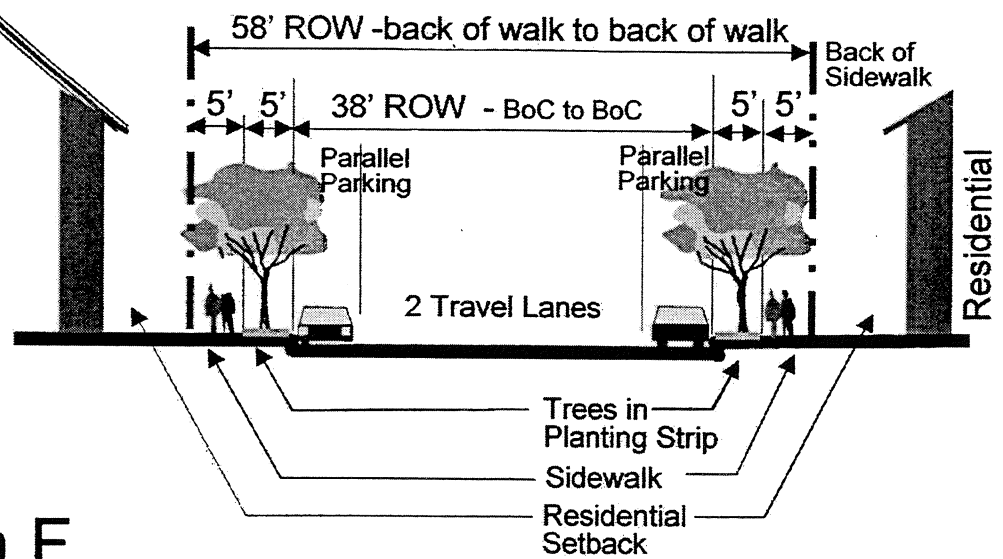 58' ROW -back of walk to back of walk
Back of
Sidewalk
5' 5' 38' ROW - BoC to BoC 5' 5'
Parallel
Parking
Parallel
Parking
Residential
2 Travel Lanes
Trees in
Planting Strip
Sidewalk
Residential
Setback